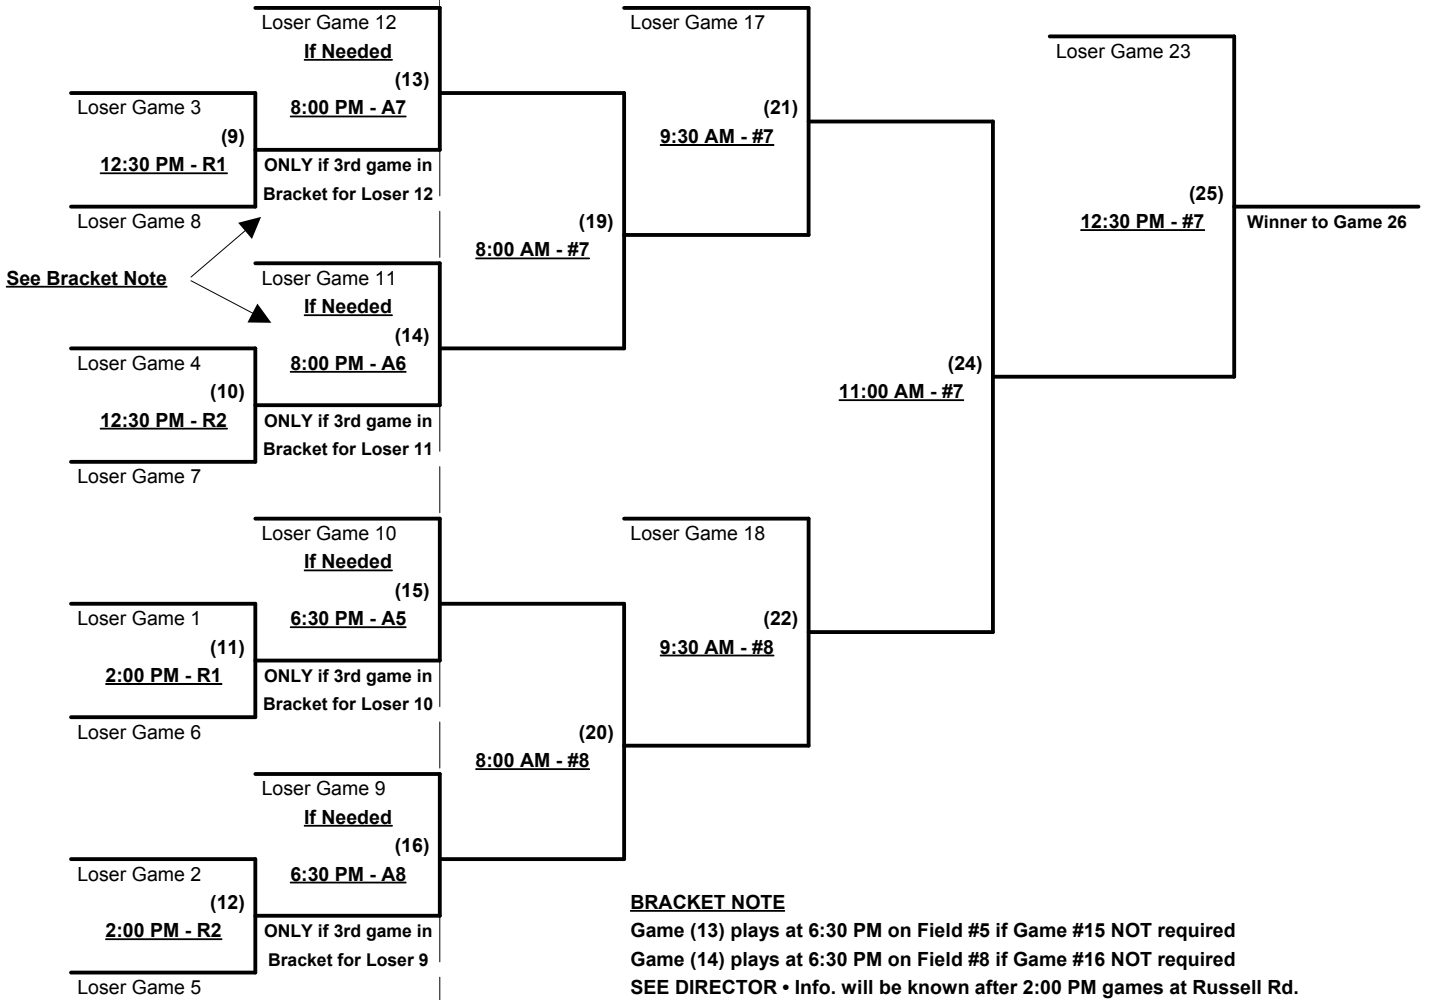 Loser Game 12
If Needed
(13)
8:00 PM - A7
ONLY if 3rd game in
Bracket for Loser 12
Loser Game 3
(9)
12:30 PM - R1
Loser Game 8
See Bracket Note
Loser Game 11
If Needed
(14)
8:00 PM - A6
ONLY if 3rd game in
Bracket for Loser 11
Loser Game 4
(10)
12:30 PM - R2
Loser Game 7
Loser Game 10
If Needed
(15)
6:30 PM - A5
ONLY if 3rd game in
Bracket for Loser 10
Loser Game 1
(11)
2:00 PM - R1
Loser Game 6
Loser Game 9
If Needed
(16)
6:30 PM - A8
ONLY if 3rd game in
Bracket for Loser 9
Loser Game 2
(12)
2:00 PM - R2
Loser Game 5
(19)
8:00 AM - #7
(20)
8:00 AM - #8
Loser Game 17
(21)
9:30 AM - #7
Loser Game 18
(22)
9:30 AM - #8
(24)
11:00 AM - #7
Loser Game 23
(25)
12:30 PM - #7
Winner to Game 26
BRACKET NOTE
Game (13) plays at 6:30 PM on Field #5 if Game #15 NOT required
Game (14) plays at 6:30 PM on Field #8 if Game #16 NOT required
SEE DIRECTOR • Info. will be known after 2:00 PM games at Russell Rd.